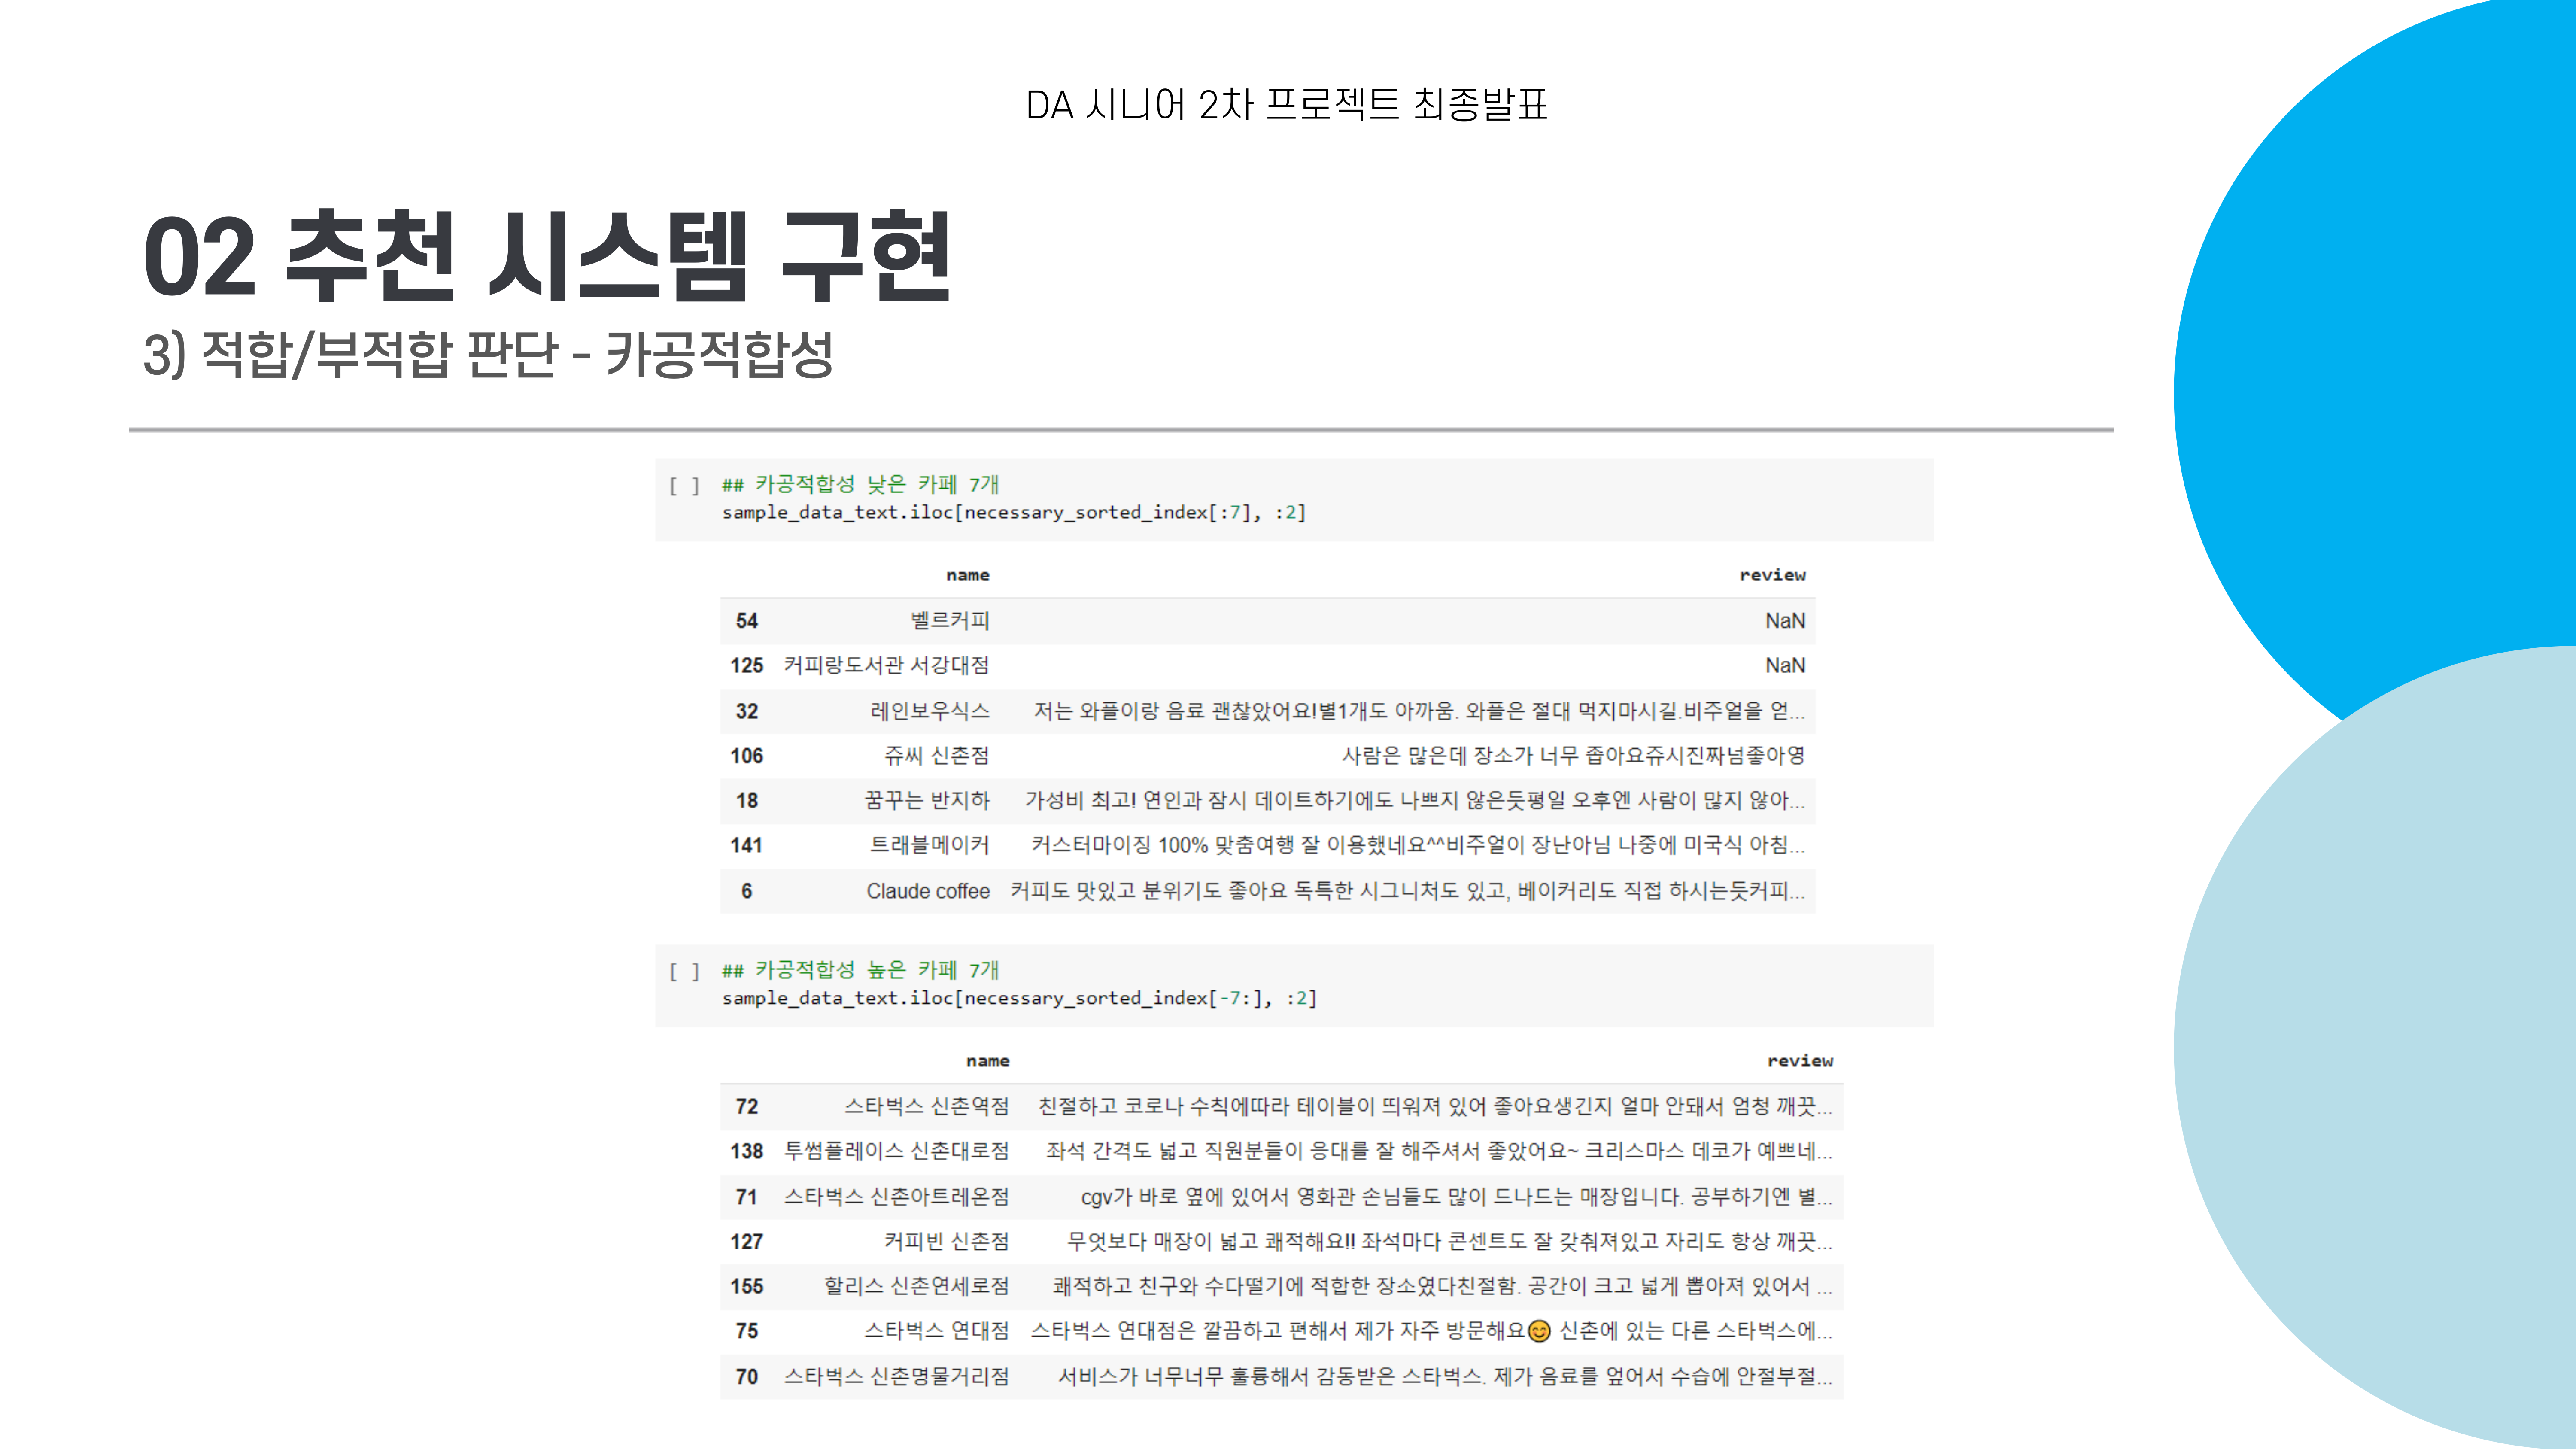 DA 시니어 2차 프로젝트 최종발표
02 추천 시스템 구현
3) 적합/부적합 판단 - 카공적합성
[ ] ## 카공적합성 낮은 카페 7개
sample_data_text.iloc[necessary_sorted_index[:7], :2]
name review
54 벨르커피 NaN
125 커피랑도서관 서강대점 NaN
32 레인보우식스 저는 와플이랑 음료 괜찮았어요!별1개도 아까움. 와플은 절대 먹지마시길.비주얼을 얻...
106 쥬씨 신촌점 사람은 많은데 장소가 너무 좁아요쥬시진짜넘좋아영
18 꿈꾸는 반지하 가성비 최고! 연인과 잠시 데이트하기에도 나쁘지 않은듯평일 오후엔 사람이 많지 않아...
141 트래블메이커 커스터마이징 100% 맞춤여행 잘 이용했네요^^비주얼이 장난아님 나중에 미국식 아침...
6 Claude coffee 커피도 맛있고 분위기도 좋아요 독특한 시그니처도 있고, 베이커리도 직접 하시는듯커피...
[ ] ## 카공적합성 높은 카페 7개
sample_data_text.iloc[necessary_sorted_index[-7:], :2]
name review
72 스타벅스 신촌역점 친절하고 코로나 수칙에따라 테이블이 띄워져 있어 좋아요생긴지 얼마 안돼서 엄청 깨끗...
138 투썸플레이스 신촌대로점 좌석 간격도 넓고 직원분들이 응대를 잘 해주셔서 좋았어요~ 크리스마스 데코가 예쁘네...
71 스타벅스 신촌아트레온점 cgv가 바로 옆에 있어서 영화관 손님들도 많이 드나드는 매장입니다. 공부하기엔 별...
127 커피빈 신촌점 무엇보다 매장이 넓고 쾌적해요!! 좌석마다 콘센트도 잘 갖춰져있고 자리도 항상 깨끗...
155 할리스 신촌연세로점 쾌적하고 친구와 수다떨기에 적합한 장소였다친절함. 공간이 크고 넓게 뽑아져 있어서 ...
75 스타벅스 연대점 스타벅스 연대점은 깔끔하고 편해서 제가 자주 방문해요😊 신촌에 있는 다른 스타벅스에...
70 스타벅스 신촌명물거리점 서비스가 너무너무 훌륭해서 감동받은 스타벅스. 제가 음료를 엎어서 수습에 안절부절...